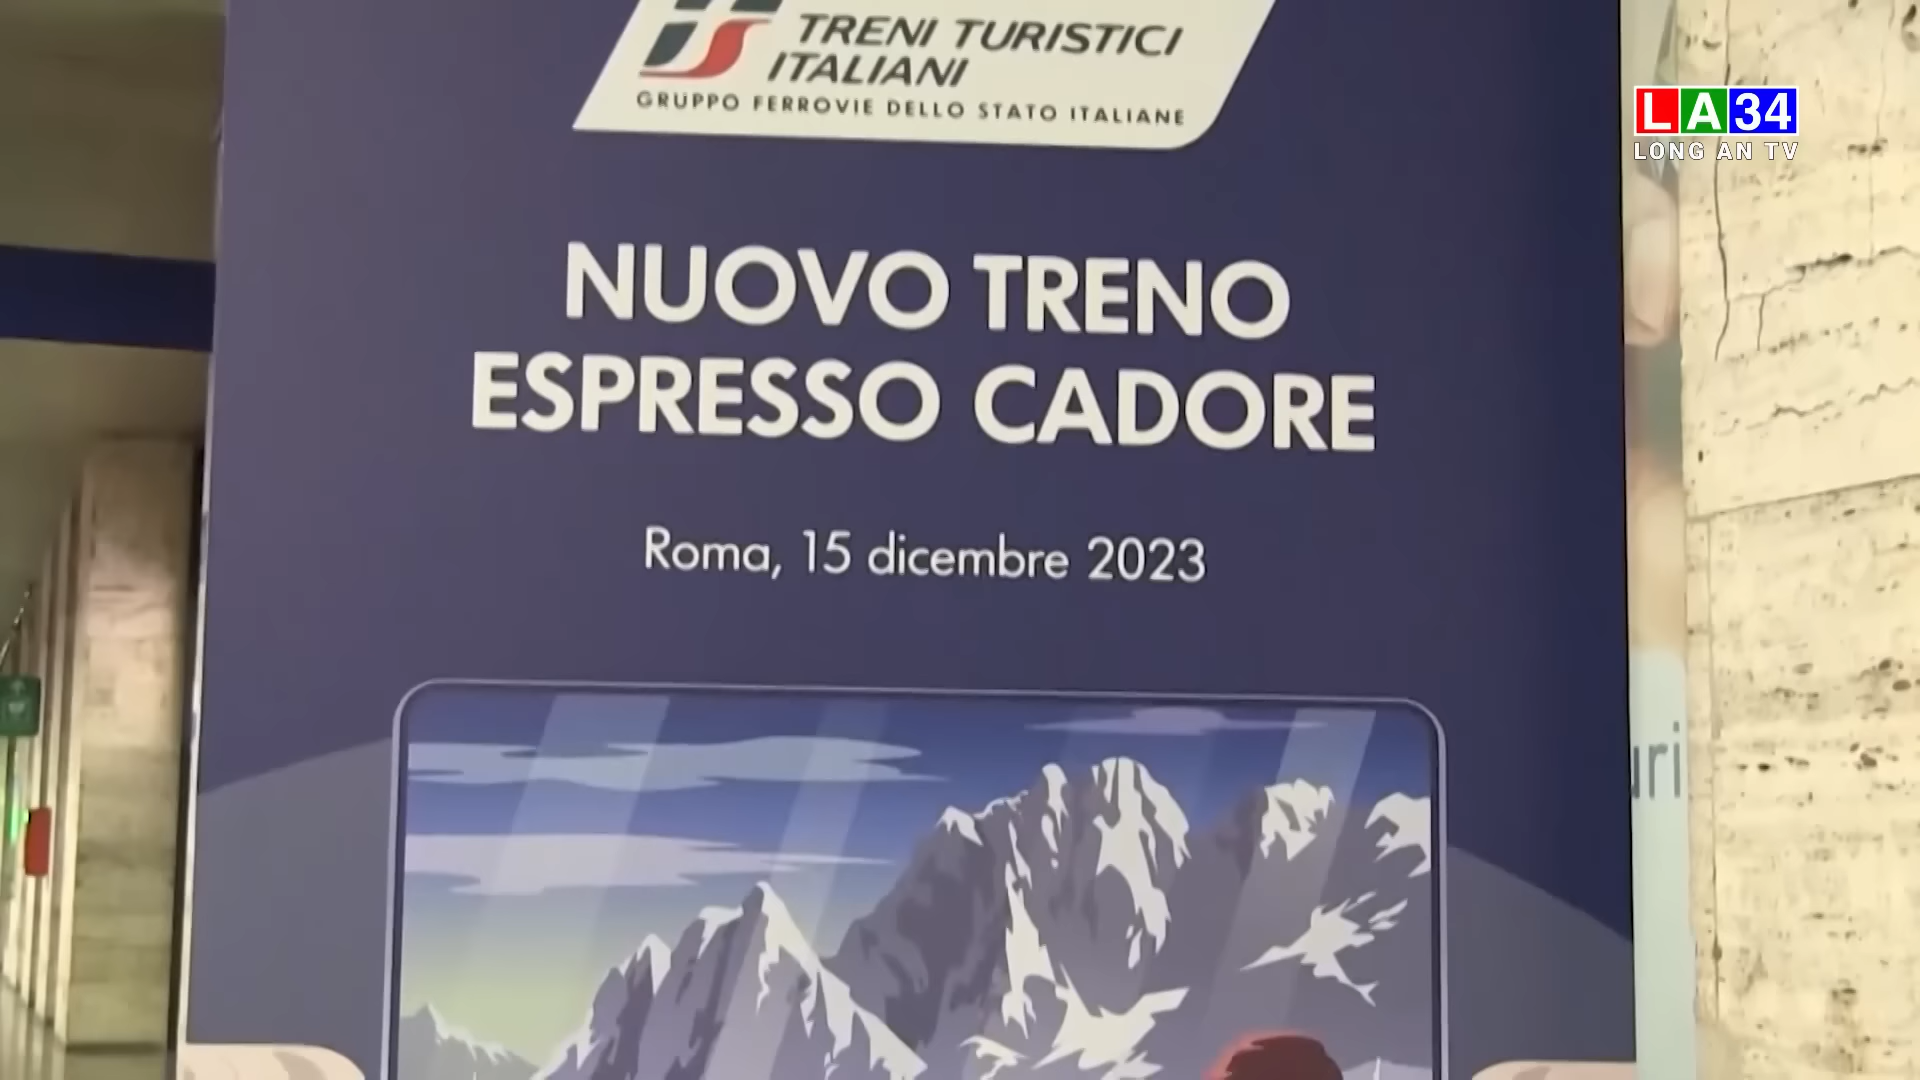 TRENI TURISTICI
ITALIANI
GRUPPO FERROVIE DELLO STATO ITALIANE
LA34
LONG AN TV
NUOVO TRENO
ESPRESSO CADORE
Roma, 15 dicembre 2023
uri